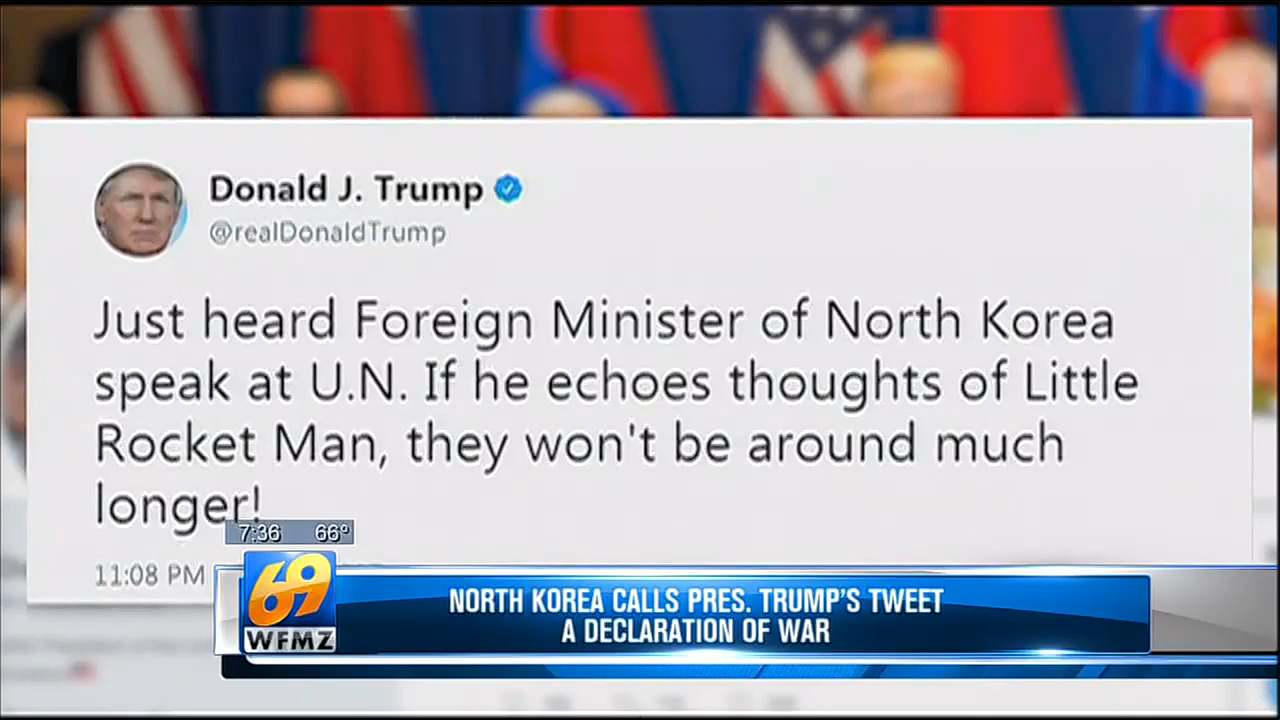 Donald J. Trump
@realDonaldTrump
Just heard Foreign Minister of North Korea
speak at U.N. If he echoes thoughts of Little
Rocket Man, they won't be around much
longer!
11:08 PM
7:36 66°
69
WFMZ
NORTH KOREA CALLS PRES. TRUMP'S TWEET
A DECLARATION OF WAR